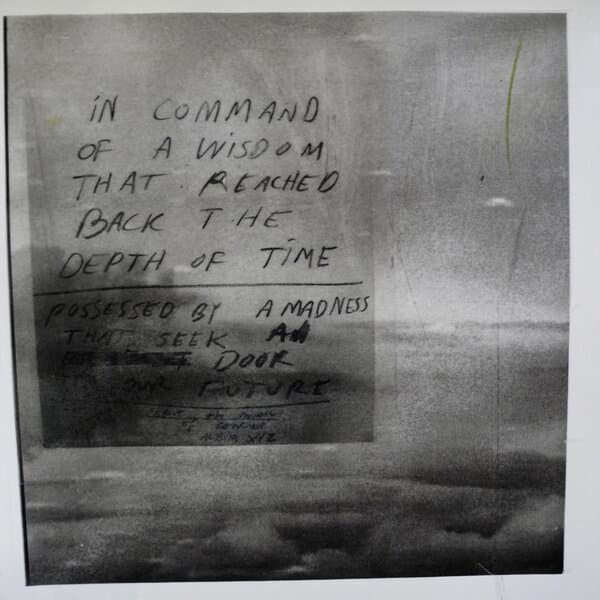 iN COMMAND
OF A WiSDOM
THAT REACHED
BACK THE
DEPTH OF TiME
POSSESSED BY A MADNESS
THAT SEEK
DOOR
OUR FUTURE